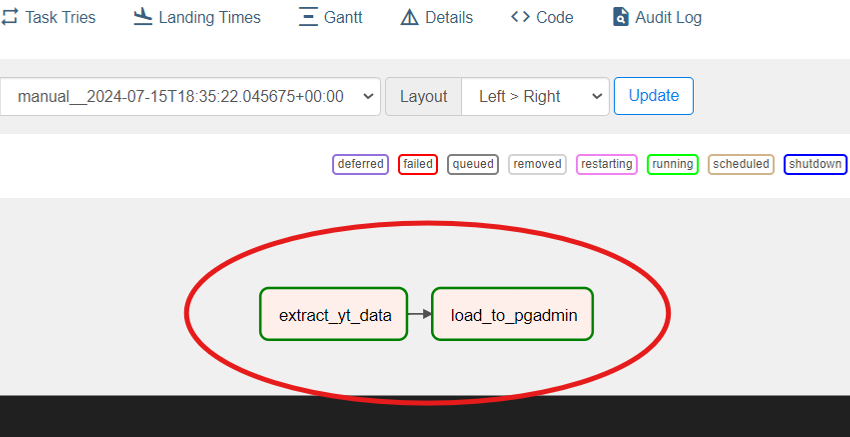 Task Tries Landing Times Gantt Details Code Audit Log
manual__2024-07-15T18:35:22.045675+00:00 Layout Left > Right Update
deferred failed queued removed restarting running scheduled shutdown
extract_yt_data load_to_pgadmin